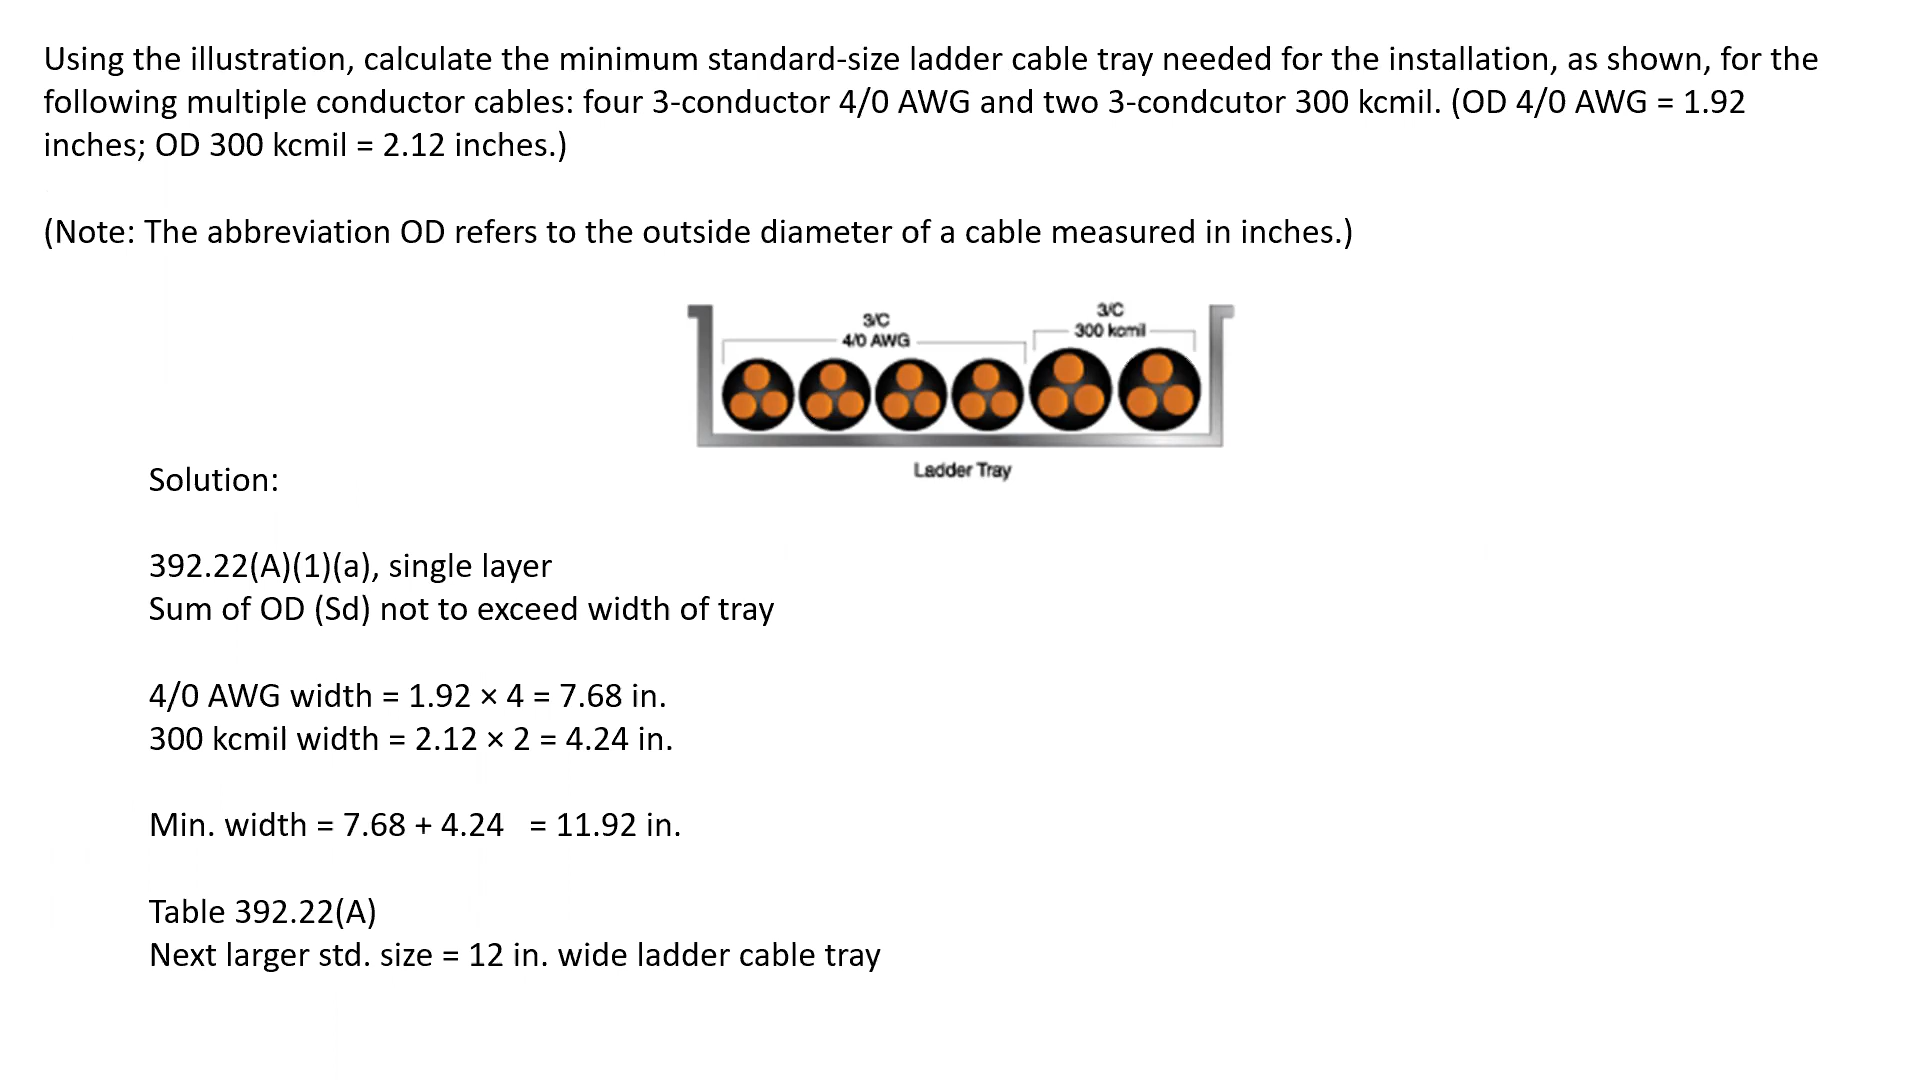 Using the illustration, calculate the minimum standard-size ladder cable tray needed for the installation, as shown, for the
following multiple conductor cables: four 3-conductor 4/0 AWG and two 3-condcutor 300 kcmil. (OD 4/0 AWG = 1.92
inches; OD 300 kcmil = 2.12 inches.)
(Note: The abbreviation OD refers to the outside diameter of a cable measured in inches.)
3/C
4/0 AWG
3/C
300 kcmil
Ladder Tray
Solution:
392.22(A)(1)(a), single layer
Sum of OD (Sd) not to exceed width of tray
4/0 AWG width = 1.92 × 4 = 7.68 in.
300 kcmil width = 2.12 × 2 = 4.24 in.
Min. width = 7.68 + 4.24 = 11.92 in.
Table 392.22(A)
Next larger std. size = 12 in. wide ladder cable tray